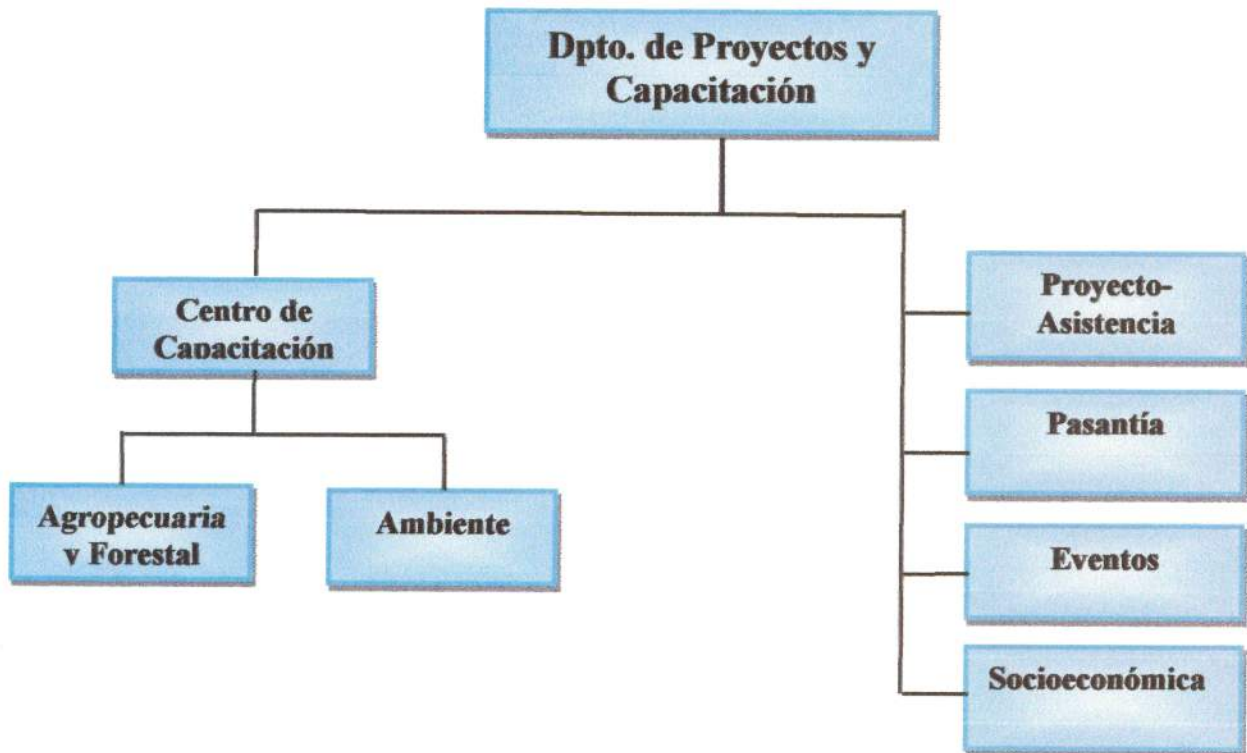 Dpto. de Proyectos y
Capacitación
Centro de
Capacitación
Agropecuaria
y Forestal
Ambiente
Proyecto-
Asistencia
Pasantía
Eventos
Socioeconómica